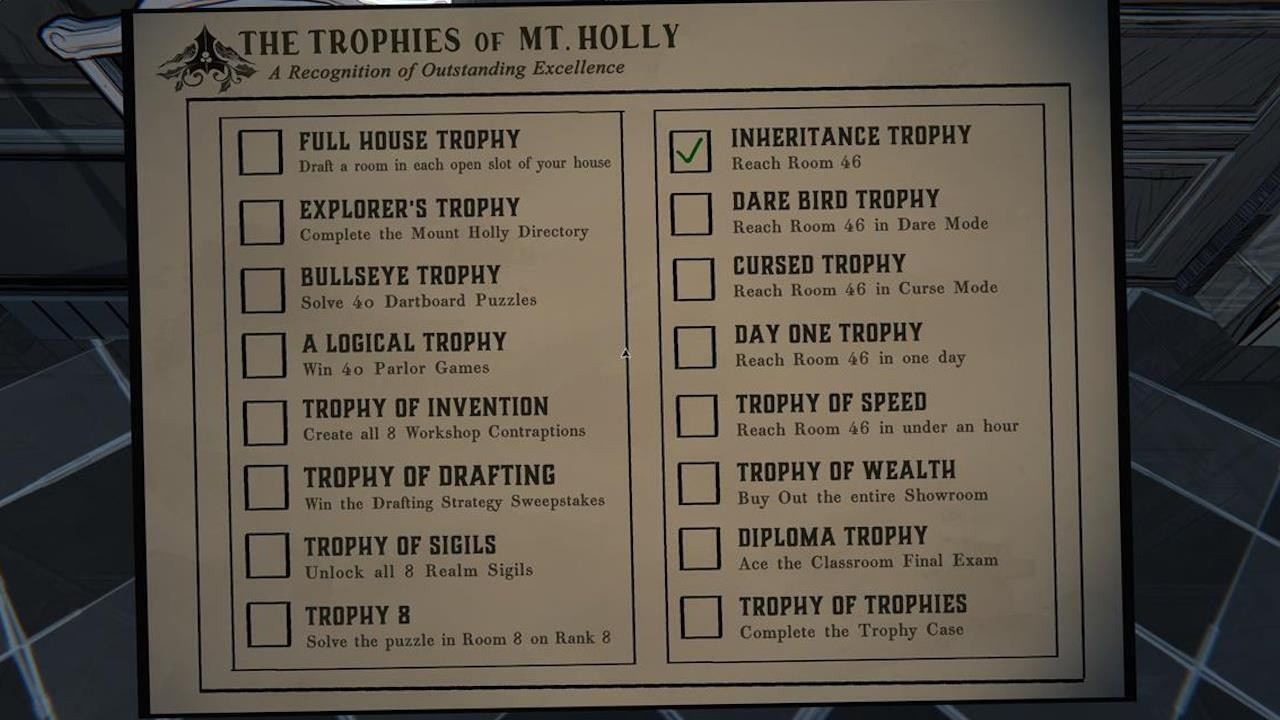 THE TROPHIES OF MT. HOLLY
A Recognition of Outstanding Excellence
FULL HOUSE TROPHY
Draft a room in each open slot of your house
EXPLORER'S TROPHY
Complete the Mount Holly Directory
BULLSEYE TROPHY
Solve 40 Dartboard Puzzles
A LOGICAL TROPHY
Win 40 Parlor Games
TROPHY OF INVENTION
Create all 8 Workshop Contraptions
TROPHY OF DRAFTING
Win the Drafting Strategy Sweepstakes
TROPHY OF SIGILS
Unlock all 8 Realm Sigils
TROPHY 8
Solve the puzzle in Room 8 on Rank 8
INHERITANCE TROPHY
Reach Room 46
DARE BIRD TROPHY
Reach Room 46 in Dare Mode
CURSED TROPHY
Reach Room 46 in Curse Mode
DAY ONE TROPHY
Reach Room 46 in one day
TROPHY OF SPEED
Reach Room 46 in under an hour
TROPHY OF WEALTH
Buy Out the entire Showroom
DIPLOMA TROPHY
Ace the Classroom Final Exam
TROPHY OF TROPHIES
Complete the Trophy Case